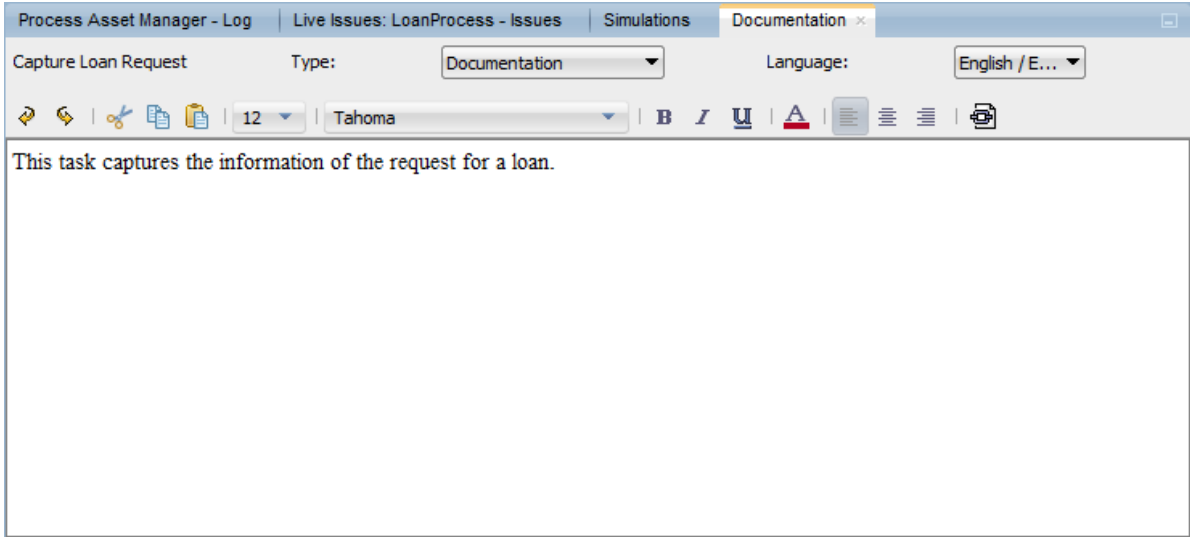 Process Asset Manager - Log Live Issues: LoanProcess - Issues Simulations Documentation
Capture Loan Request Type: Documentation Language: English / E...
12 Tahoma B I U A
This task captures the information of the request for a loan.